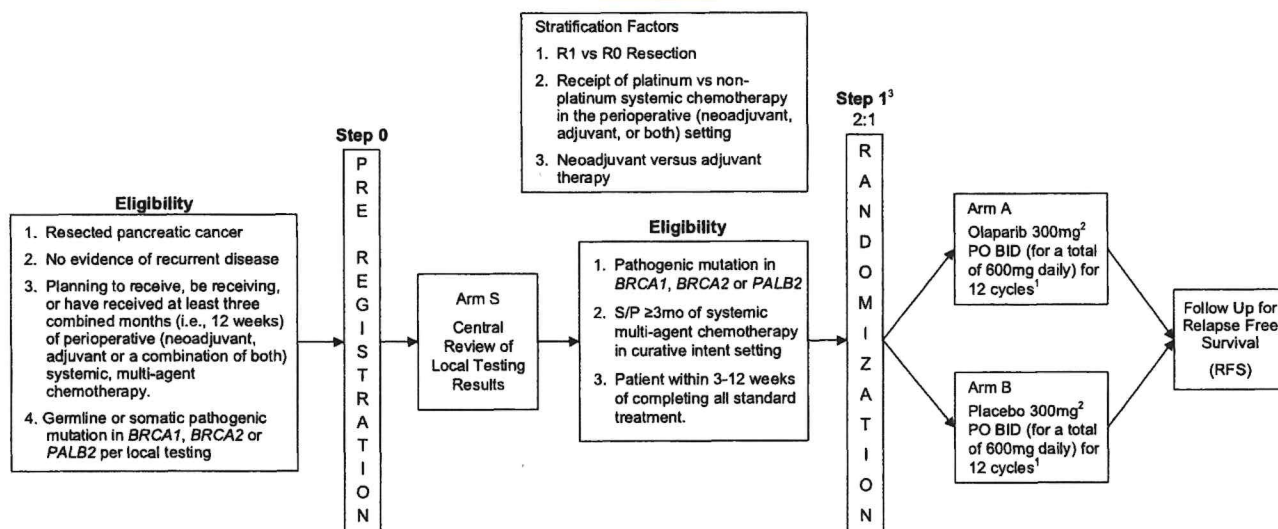 Stratification Factors
1. R1 vs R0 Resection
2. Receipt of platinum vs non-
platinum systemic chemotherapy
in the perioperative (neoadjuvant,
adjuvant, or both) setting
3. Neoadjuvant versus adjuvant
therapy
Eligibility
1. Resected pancreatic cancer
2. No evidence of recurrent disease
3. Planning to receive, be receiving,
or have received at least three
combined months (i.e., 12 weeks)
of perioperative (neoadjuvant,
adjuvant or a combination of both)
systemic, multi-agent
chemotherapy.
4. Germline or somatic pathogenic
mutation in BRCA1, BRCA2 or
PALB2 per local testing
Step 0
PRE REGISTRATION
Arm S
Central
Review of
Local Testing
Results
Eligibility
1. Pathogenic mutation in
BRCA1, BRCA2 or PALB2
2. S/P ≥3mo of systemic
multi-agent chemotherapy
in curative intent setting
3. Patient within 3-12 weeks
of completing all standard
treatment.
Step 1³
2:1
RANDOMIZATION
Arm A
Olaparib 300mg²
PO BID (for a total
of 600mg daily) for
12 cycles¹
Arm B
Placebo 300mg²
PO BID (for a total
of 600mg daily) for
12 cycles¹
Follow Up for
Relapse Free
Survival
(RFS)